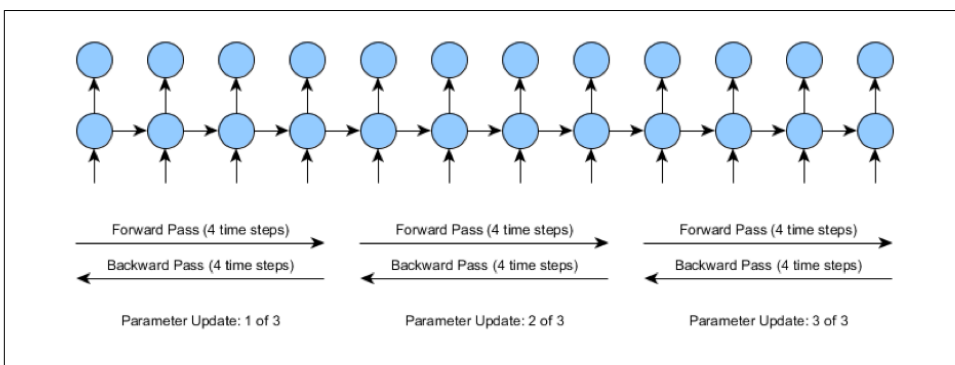 Forward Pass (4 time steps)
Forward Pass (4 time steps)
Forward Pass (4 time steps)
Backward Pass (4 time steps)
Backward Pass (4 time steps)
Backward Pass (4 time steps)
Parameter Update: 1 of 3
Parameter Update: 2 of 3
Parameter Update: 3 of 3